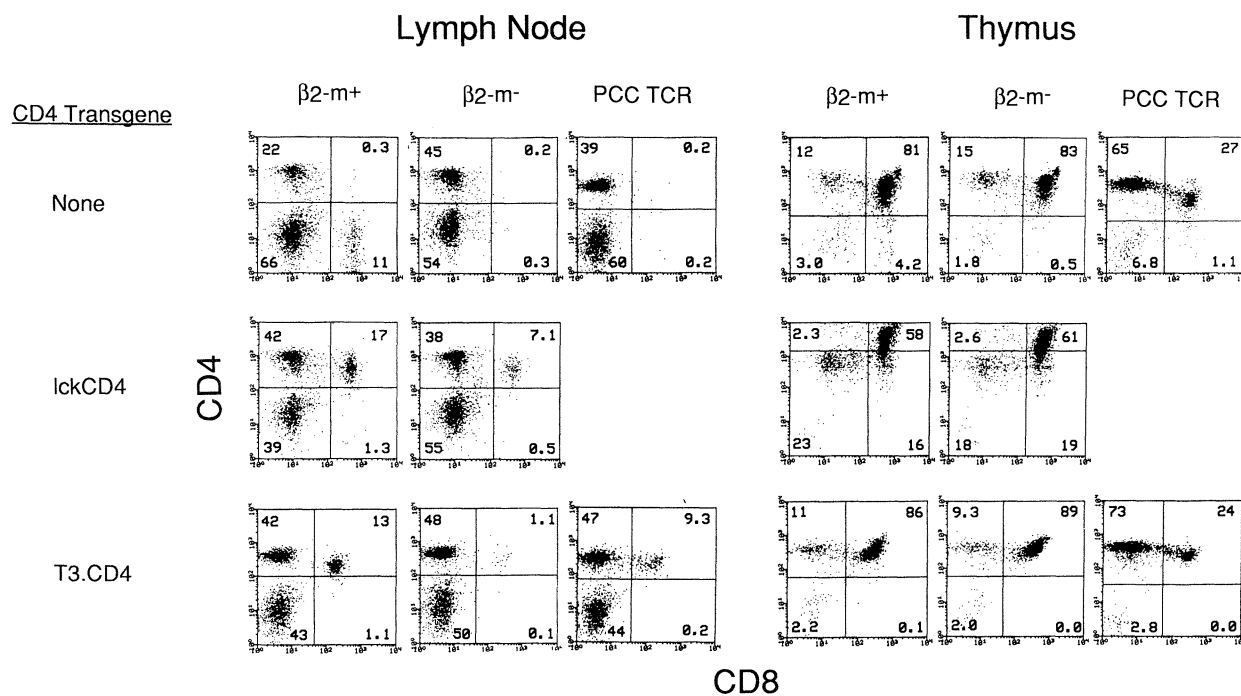 Lymph Node Thymus
β2-m+ β2-m- PCC TCR β2-m+ β2-m- PCC TCR
CD4 Transgene
22 0.3 45 0.2 39 0.2 12 81 15 83 65 27
None
66 11 54 0.3 60 0.2 3.0 4.2 1.8 0.5 6.8 1.1
42 17 38 7.1 2.3 58 2.6 61
lckCD4
CD4
39 1.3 55 0.5 23 16 18 19
42 13 48 1.1 47 9.3 11 86 9.3 89 73 24
T3.CD4
43 1.1 50 0.1 44 0.2 2.2 0.1 2.0 0.0 2.8 0.0
CD8